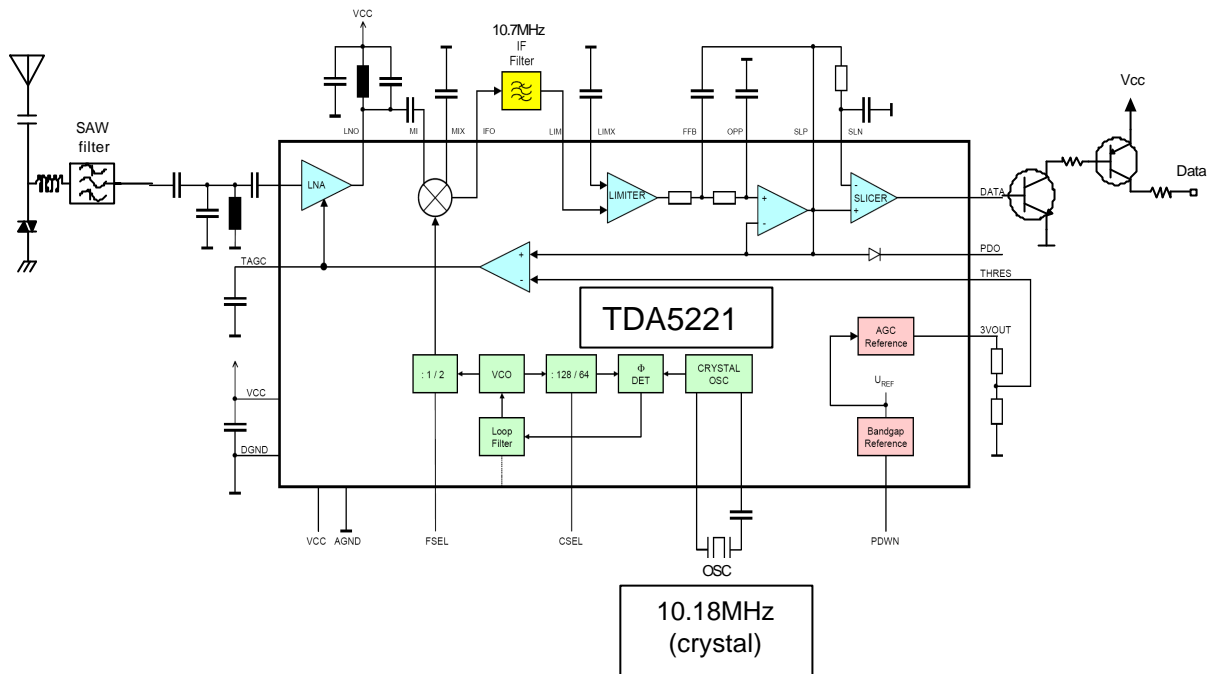 VCC
10.7MHz
IF
Filter
SAW
filter
Vcc
Data
LNO
MI
MIX
IFO
LIM
LIMX
FFB
OPP
SLP
SLN
LNA
LIMITER
+
-
-
+
SLICER
DATA
PDO
TAGC
+
-
THRES
TDA5221
AGC
Reference
3VOUT
: 1 / 2
VCO
: 128 / 64
Φ
DET
CRYSTAL
OSC
UREF
VCC
Loop
Filter
Bandgap
Reference
DGND
VCC
AGND
FSEL
CSEL
PDWN
OSC
10.18MHz
(crystal)